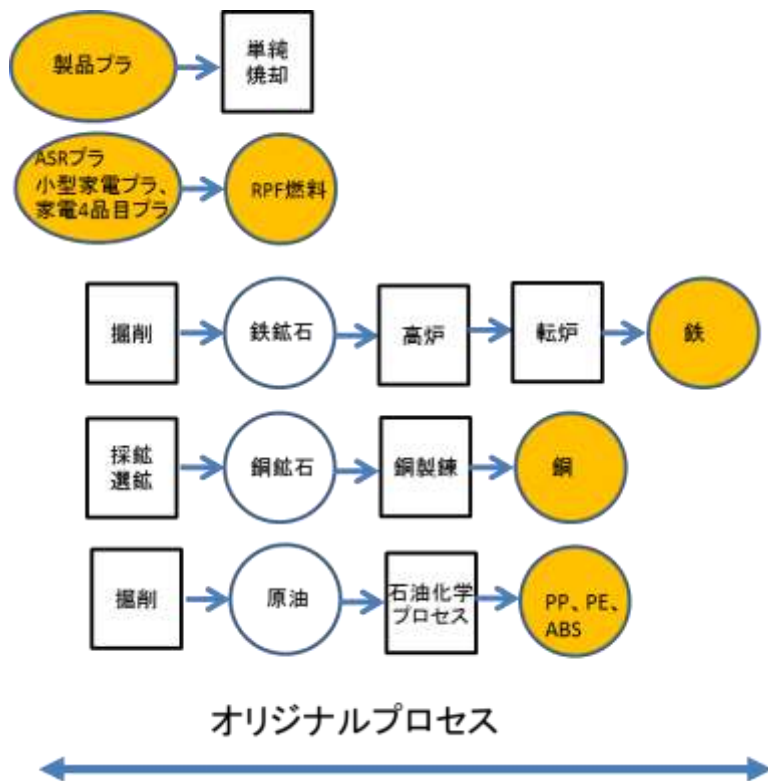 製品プラ
単純
焼却
ASRプラ
小型家電プラ、
家電4品目プラ
RPF燃料
掘削
鉄鉱石
高炉
転炉
鉄
採鉱
選鉱
銅鉱石
銅製錬
銅
掘削
原油
石油化学
プロセス
PP、PE、
ABS
オリジナルプロセス